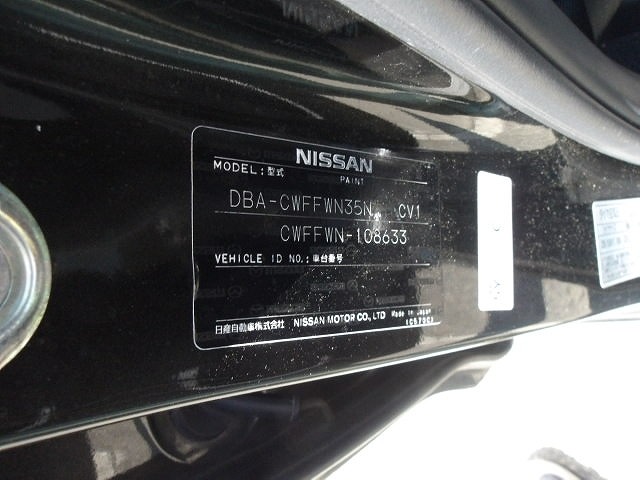 NISSAN
MODEL:型式
PAINT
DBA-CWFFWN35N CV1
CWFFWN-108633
VEHICLE ID NO.:車台番号
日産自動車株式会社 NISSAN MOTOR CO., LTD Made in Japan